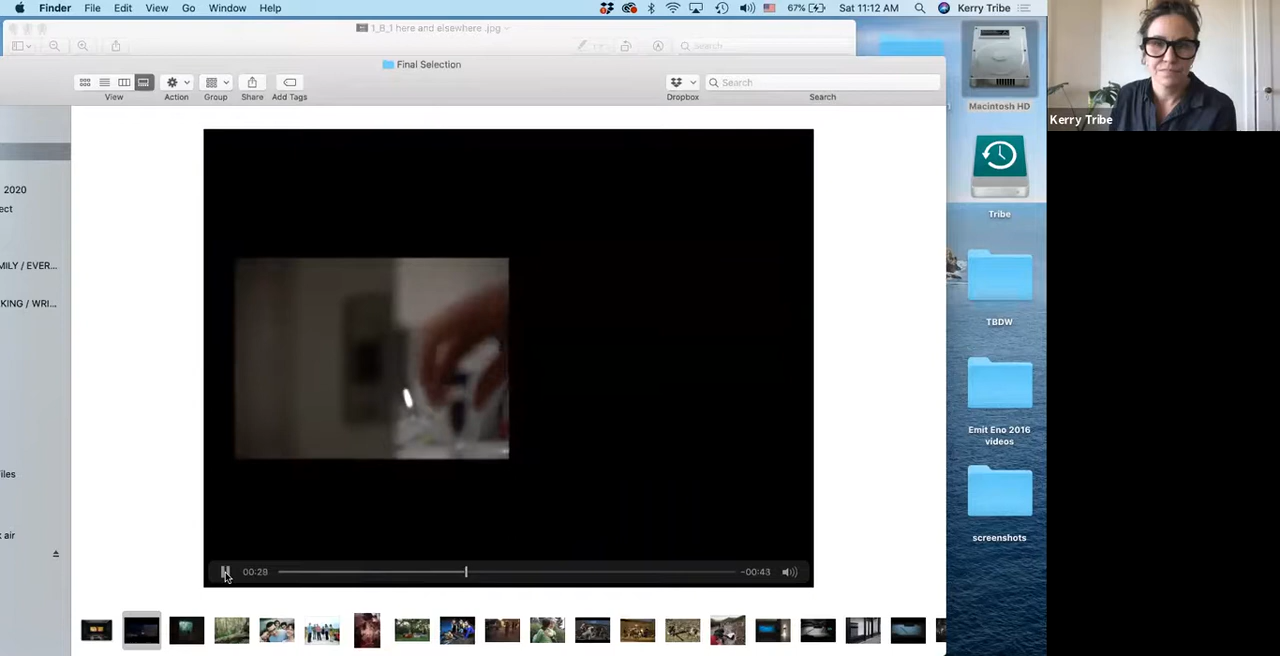 Finder File Edit View Go Window Help 67% Sat 11:12 AM Kerry Tribe
1_B_1 here and elsewhere .jpg
Search
Final Selection
Search
View Action Group Share Add Tags Dropbox Search
Macintosh HD
Kerry Tribe
2020
ect
Tribe
MILY / EVER...
KING / WRI...
TBDW
Emit Eno 2016
videos
iles
k air
screenshots
00:28 -00:43